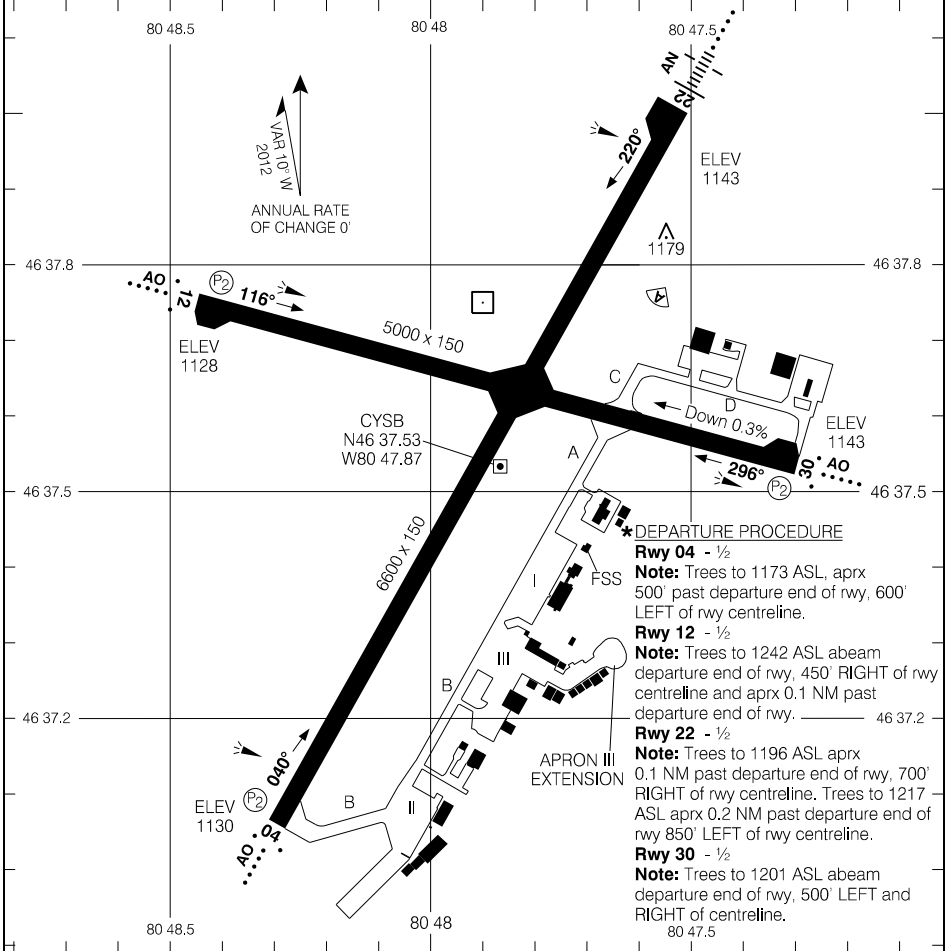 80 48.5
80 48
80 47.5
AN
22
VAR 10° W
2012
220°
ELEV
1143
ANNUAL RATE
OF CHANGE 0'
1179
46 37.8
46 37.8
AO
P2
12
116°
A
5000 x 150
ELEV
1128
C
D
Down 0.3%
CYSB
N46 37.53
W80 47.87
ELEV
1143
A
296°
30
AO
P2
46 37.5
46 37.5
6600 x 150
I
FSS
* DEPARTURE PROCEDURE
Rwy 04 - ½
Note: Trees to 1173 ASL, aprx
500' past departure end of rwy, 600'
LEFT of rwy centreline.
Rwy 12 - ½
Note: Trees to 1242 ASL abeam
departure end of rwy, 450' RIGHT of rwy
centreline and aprx 0.1 NM past
departure end of rwy.
Rwy 22 - ½
Note: Trees to 1196 ASL aprx
0.1 NM past departure end of rwy, 700'
RIGHT of rwy centreline. Trees to 1217
ASL aprx 0.2 NM past departure end of
rwy 850' LEFT of rwy centreline.
Rwy 30 - ½
Note: Trees to 1201 ASL abeam
departure end of rwy, 500' LEFT and
RIGHT of centreline.
III
B
46 37.2
46 37.2
APRON III
EXTENSION
040°
P2
ELEV
1130
B
II
04
AO
80 48.5
80 48
80 47.5